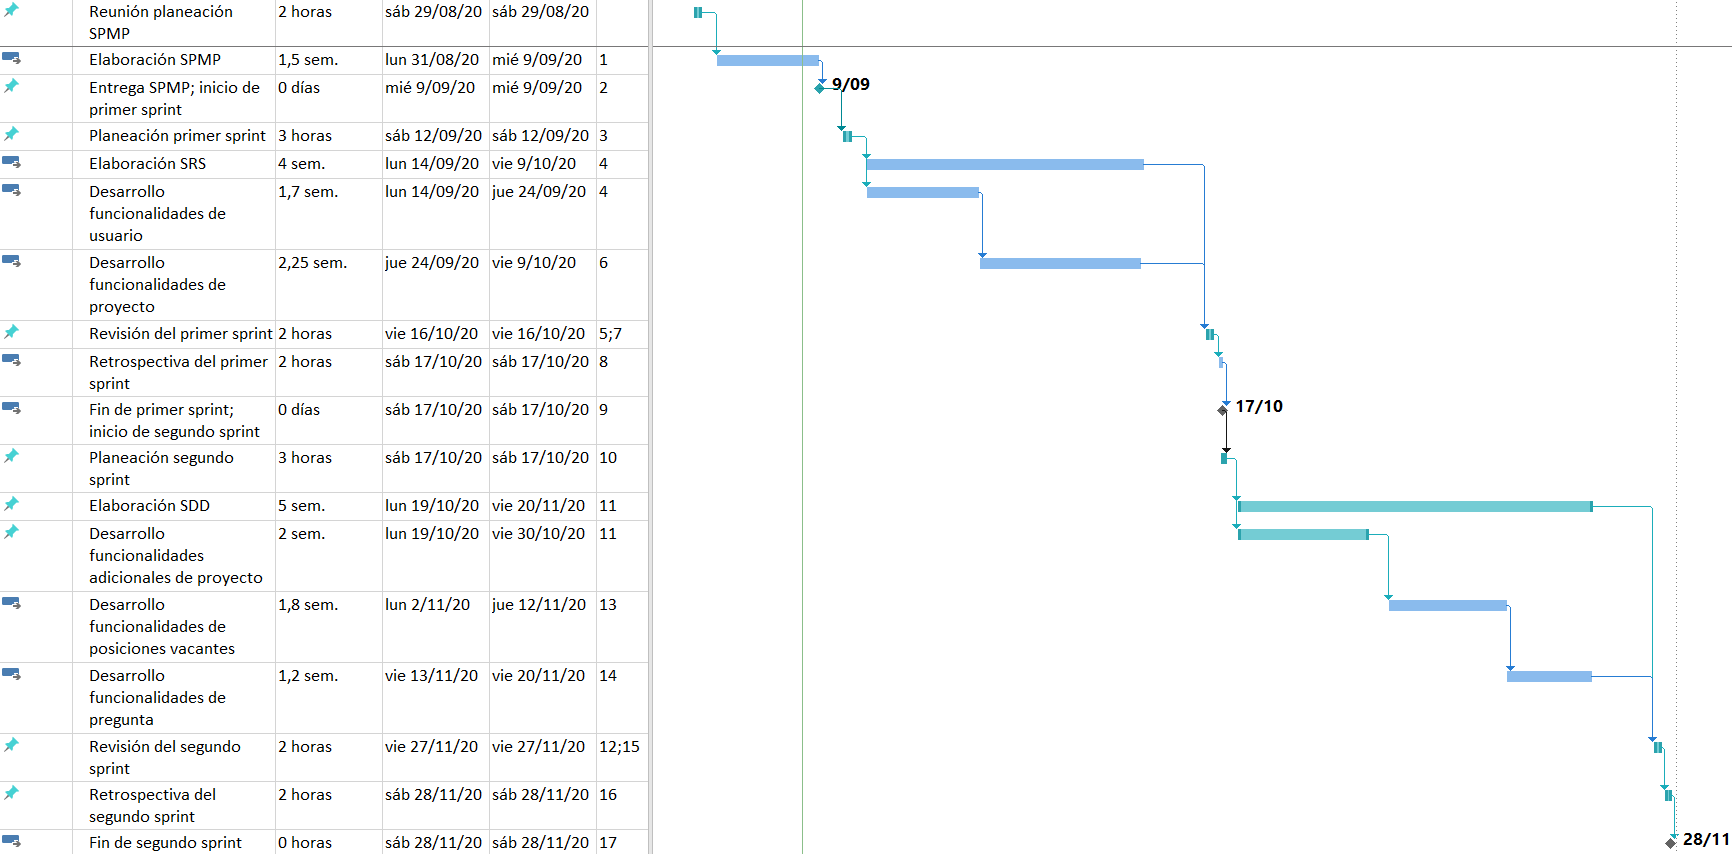 Reunión planeación 2 horas sáb 29/08/20 sáb 29/08/20
SPMP
Elaboración SPMP 1,5 sem. lun 31/08/20 mié 9/09/20 1
Entrega SPMP; inicio de 0 días mié 9/09/20 mié 9/09/20 2 9/09
primer sprint
Planeación primer sprint 3 horas sáb 12/09/20 sáb 12/09/20 3
Elaboración SRS 4 sem. lun 14/09/20 vie 9/10/20 4
Desarrollo 1,7 sem. lun 14/09/20 jue 24/09/20 4
funcionalidades de
usuario
Desarrollo 2,25 sem. jue 24/09/20 vie 9/10/20 6
funcionalidades de
proyecto
Revisión del primer sprint 2 horas vie 16/10/20 vie 16/10/20 5;7
Retrospectiva del primer 2 horas sáb 17/10/20 sáb 17/10/20 8
sprint
Fin de primer sprint; 0 días sáb 17/10/20 sáb 17/10/20 9 17/10
inicio de segundo sprint
Planeación segundo 3 horas sáb 17/10/20 sáb 17/10/20 10
sprint
Elaboración SDD 5 sem. lun 19/10/20 vie 20/11/20 11
Desarrollo 2 sem. lun 19/10/20 vie 30/10/20 11
funcionalidades
adicionales de proyecto
Desarrollo 1,8 sem. lun 2/11/20 jue 12/11/20 13
funcionalidades de
posiciones vacantes
Desarrollo 1,2 sem. vie 13/11/20 vie 20/11/20 14
funcionalidades de
pregunta
Revisión del segundo 2 horas vie 27/11/20 vie 27/11/20 12;15
sprint
Retrospectiva del 2 horas sáb 28/11/20 sáb 28/11/20 16
segundo sprint
Fin de segundo sprint 0 horas sáb 28/11/20 sáb 28/11/20 17 28/11